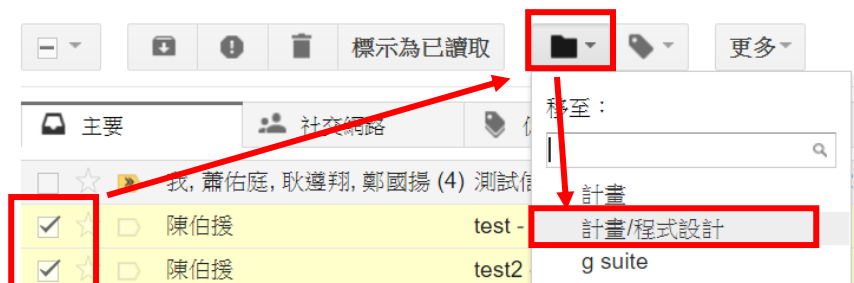 標示為已讀取
更多
移至：
主要
社交網路
我, 蕭佑庭, 耿遵翔, 鄭國揚 (4) 測試信
計畫
陳伯援
test -
計畫/程式設計
陳伯援
test2
g suite